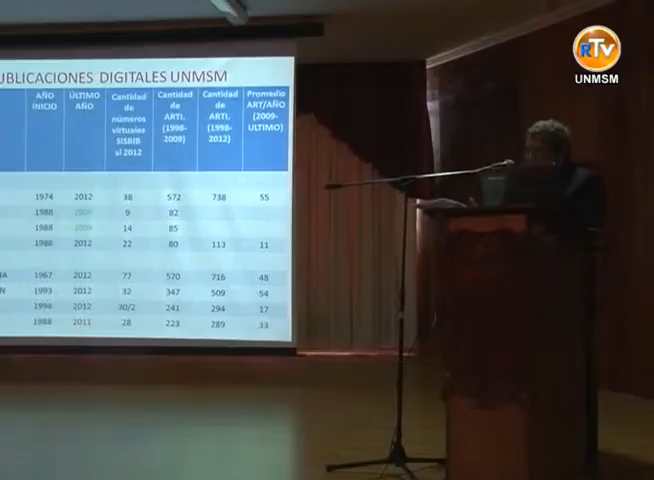 RTV
UNMSM
UBLICACIONES DIGITALES UNMSM
AÑO INICIO ÚLTIMO AÑO Cantidad de números virtuales SISBIB al 2012 Cantidad de ARTI. (1998-2009) Cantidad de ARTI. (1998-2012) Promedio ART/AÑO (2009-ULTIMO)
1974 2012 38 572 738 55
1988 9 82
1988 14 85
1988 2012 22 80 113 11
1967 2012 77 570 716 48
N 1993 2012 32 347 509 54
1994 2012 30/2 241 294 17
1988 2011 28 223 289 33